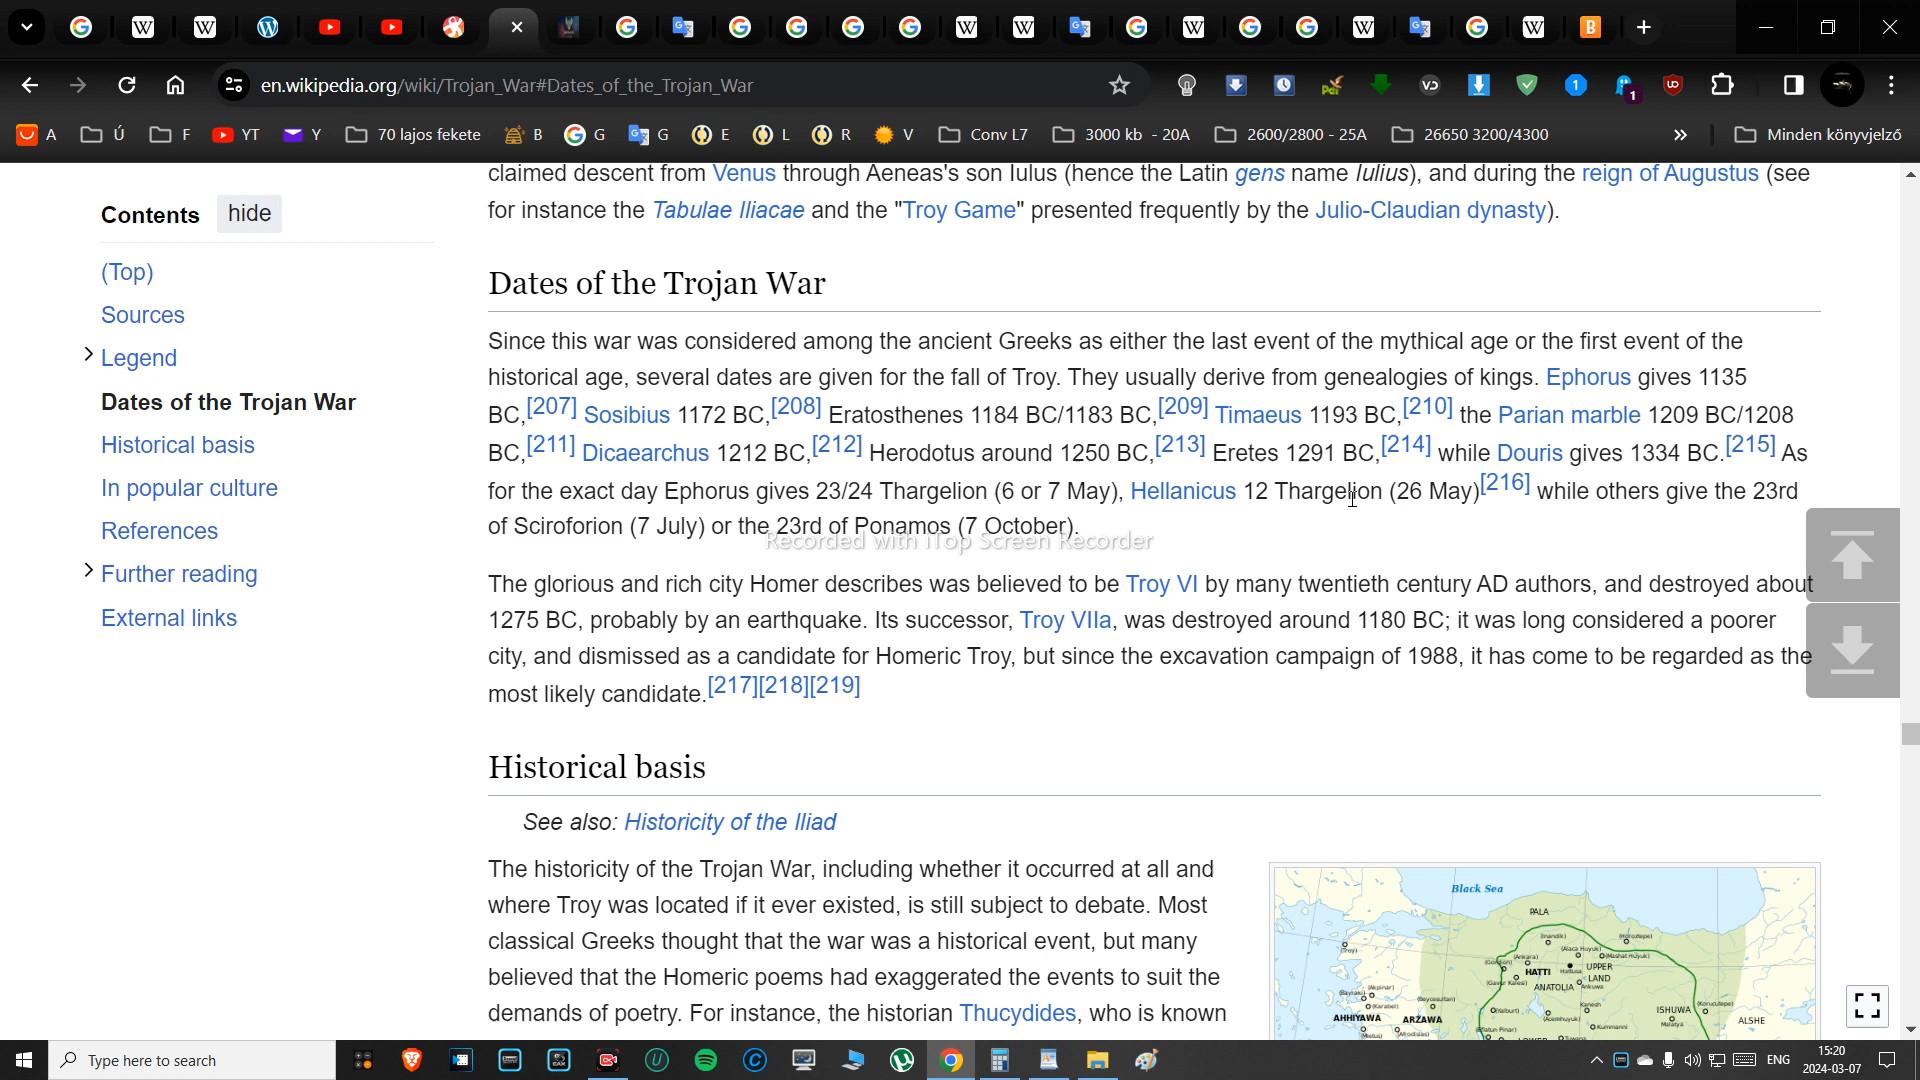 en.wikipedia.org/wiki/Trojan_War#Dates_of_the_Trojan_War
1
1
A Ú F YT Y 70 lajos fekete B G G E L R V Conv L7 3000 kb - 20A 2600/2800 - 25A 26650 3200/4300 » Minden könyvjelző
Contents hide
(Top)
Sources
Legend
Dates of the Trojan War
Historical basis
In popular culture
References
Further reading
External links
claimed descent from Venus through Aeneas's son Iulus (hence the Latin gens name Iulius), and during the reign of Augustus (see
for instance the Tabulae Iliacae and the "Troy Game" presented frequently by the Julio-Claudian dynasty).
Dates of the Trojan War
Since this war was considered among the ancient Greeks as either the last event of the mythical age or the first event of the
historical age, several dates are given for the fall of Troy. They usually derive from genealogies of kings. Ephorus gives 1135
BC,[207] Sosibius 1172 BC,[208] Eratosthenes 1184 BC/1183 BC,[209] Timaeus 1193 BC,[210] the Parian marble 1209 BC/1208
BC,[211] Dicaearchus 1212 BC,[212] Herodotus around 1250 BC,[213] Eretes 1291 BC,[214] while Douris gives 1334 BC.[215] As
for the exact day Ephorus gives 23/24 Thargelion (6 or 7 May), Hellanicus 12 Thargelion (26 May)[216] while others give the 23rd
of Sciroforion (7 July) or the 23rd of Ponamos (7 October).
Recorded with iTop Screen Recorder
The glorious and rich city Homer describes was believed to be Troy VI by many twentieth century AD authors, and destroyed about
1275 BC, probably by an earthquake. Its successor, Troy VIIa, was destroyed around 1180 BC; it was long considered a poorer
city, and dismissed as a candidate for Homeric Troy, but since the excavation campaign of 1988, it has come to be regarded as the
most likely candidate.[217][218][219]
Historical basis
See also: Historicity of the Iliad
The historicity of the Trojan War, including whether it occurred at all and
where Troy was located if it ever existed, is still subject to debate. Most
classical Greeks thought that the war was a historical event, but many
believed that the Homeric poems had exaggerated the events to suit the
demands of poetry. For instance, the historian Thucydides, who is known
Black Sea
PALA
(Troy)
HATTI
Hattusa
UPPER
LAND
ANATOLIA
Ankuwa
AHHIYAWA
ARZAWA
ISHUWA
Malatya
ALSHE
Kummanni
Type here to search
ENG
15:20
2024-03-07